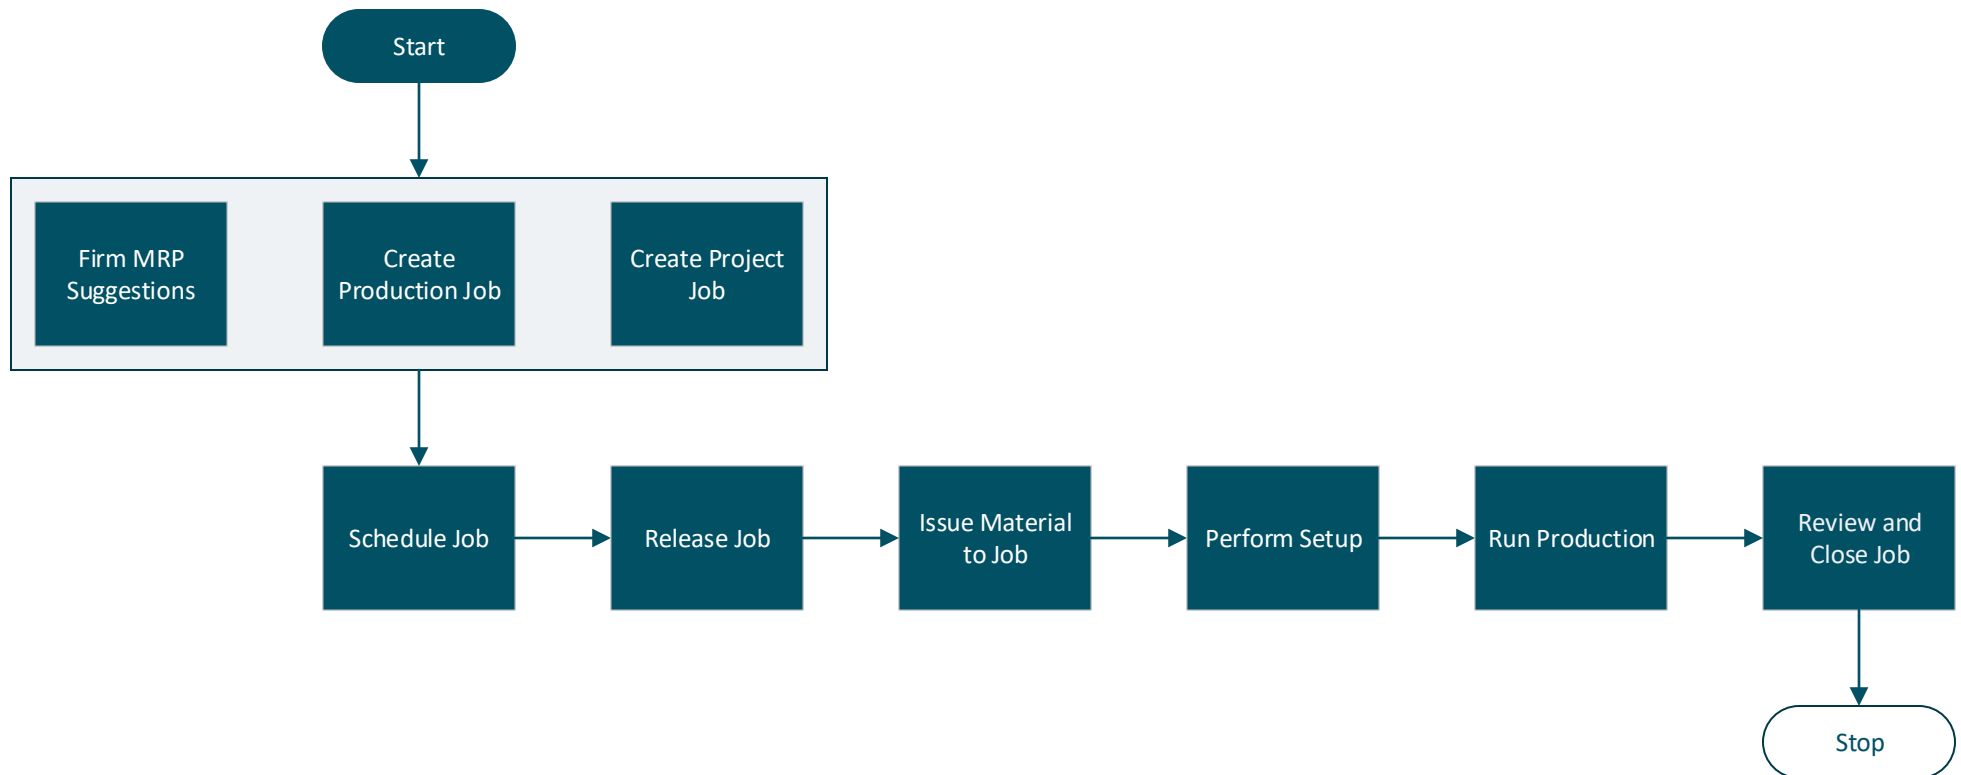 Start
Firm MRP
Suggestions
Create
Production Job
Create Project
Job
Schedule Job
Release Job
Issue Material
to Job
Perform Setup
Run Production
Review and
Close Job
Stop